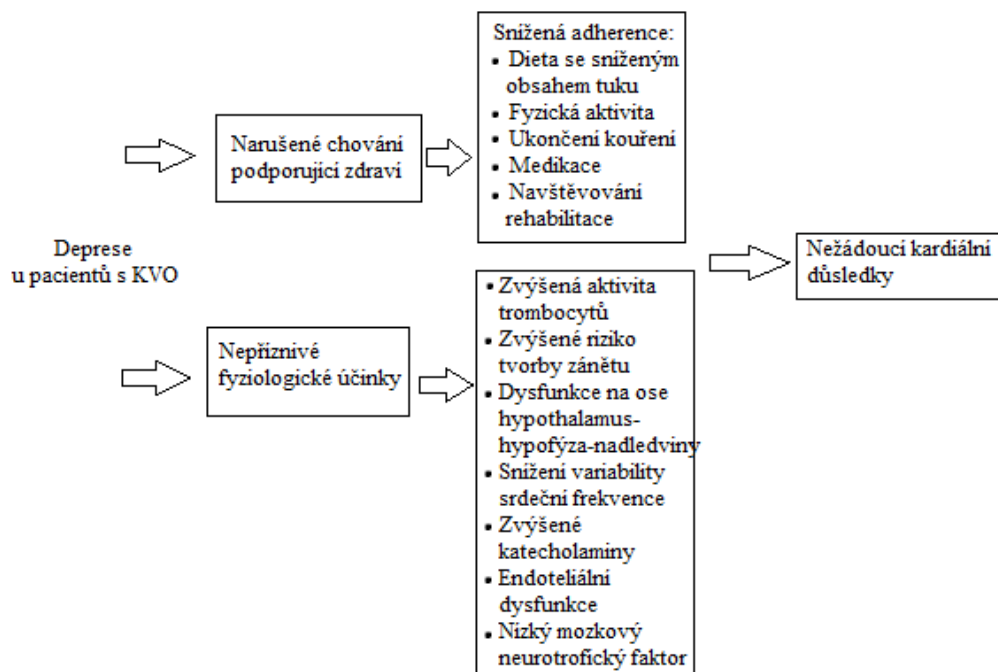 Deprese
u pacientů s KVO
Narušené chování
podporující zdraví
Snížená adherence:
• Dieta se sníženým
obsahem tuku
• Fyzická aktivita
• Ukončení kouření
• Medikace
• Navštěvování
rehabilitace
Nepříznivé
fyziologické účinky
• Zvýšená aktivita
trombocytů
• Zvýšené riziko
tvorby zánětu
• Dysfunkce na ose
hypothalamus-
hypofýza-nadledviny
• Snížení variability
srdeční frekvence
• Zvýšené
katecholaminy
• Endoteliální
dysfunkce
• Nízký mozkový
neurotrofický faktor
Nežádoucí kardiální
důsledky